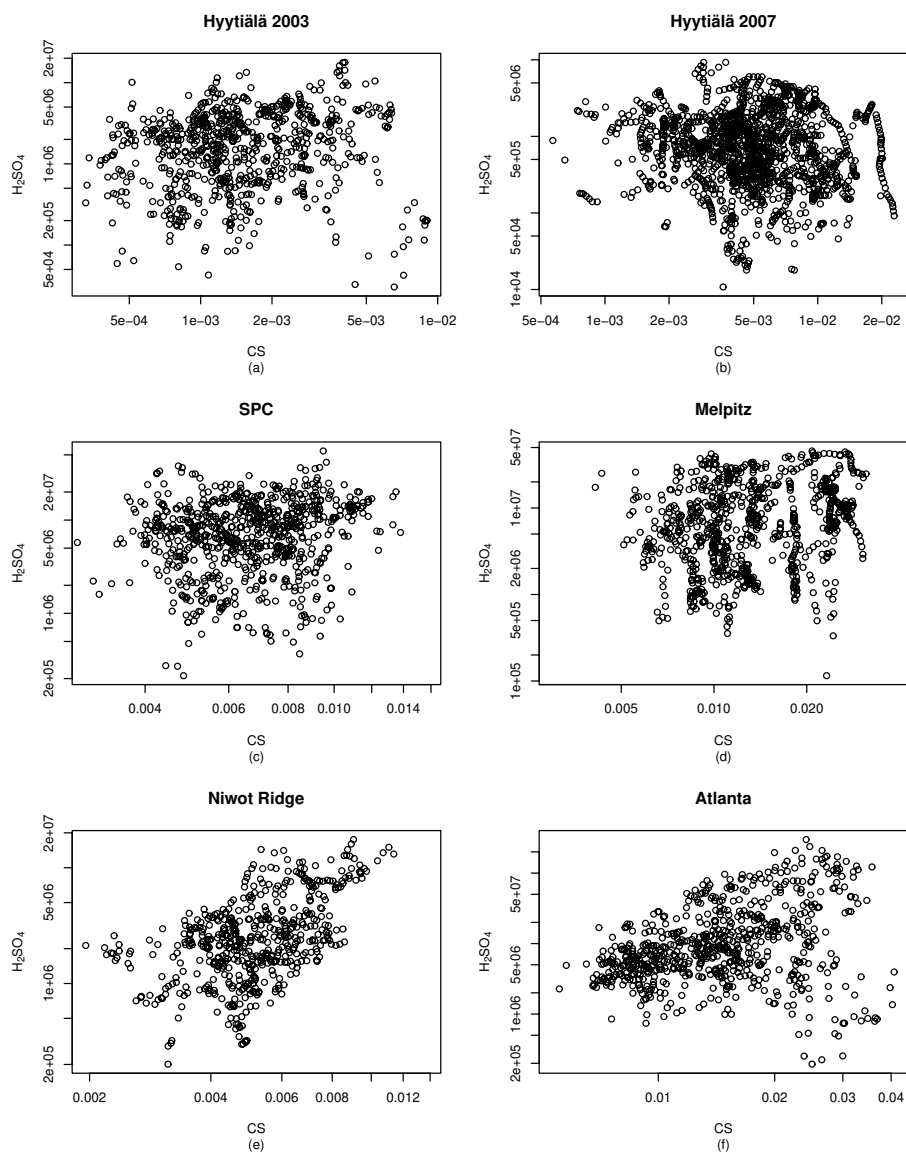 Hyytiälä 2003
H₂SO₄
5e−04 1e−03 2e−03 5e−03 1e−02
5e+04 2e+05 1e+06 5e+06 2e+07
CS
(a)
Hyytiälä 2007
H₂SO₄
5e−04 1e−03 2e−03 5e−03 1e−02 2e−02
1e+04 5e+04 5e+05 5e+06
CS
(b)
SPC
H₂SO₄
0.004 0.006 0.008 0.010 0.014
2e+05 1e+06 5e+06 2e+07
CS
(c)
Melpitz
H₂SO₄
0.005 0.010 0.020
1e+05 5e+05 2e+06 1e+07 5e+07
CS
(d)
Niwot Ridge
H₂SO₄
0.002 0.004 0.006 0.008 0.012
2e+05 1e+06 5e+06 2e+07
CS
(e)
Atlanta
H₂SO₄
0.01 0.02 0.03 0.04
2e+05 1e+06 5e+06 5e+07
CS
(f)